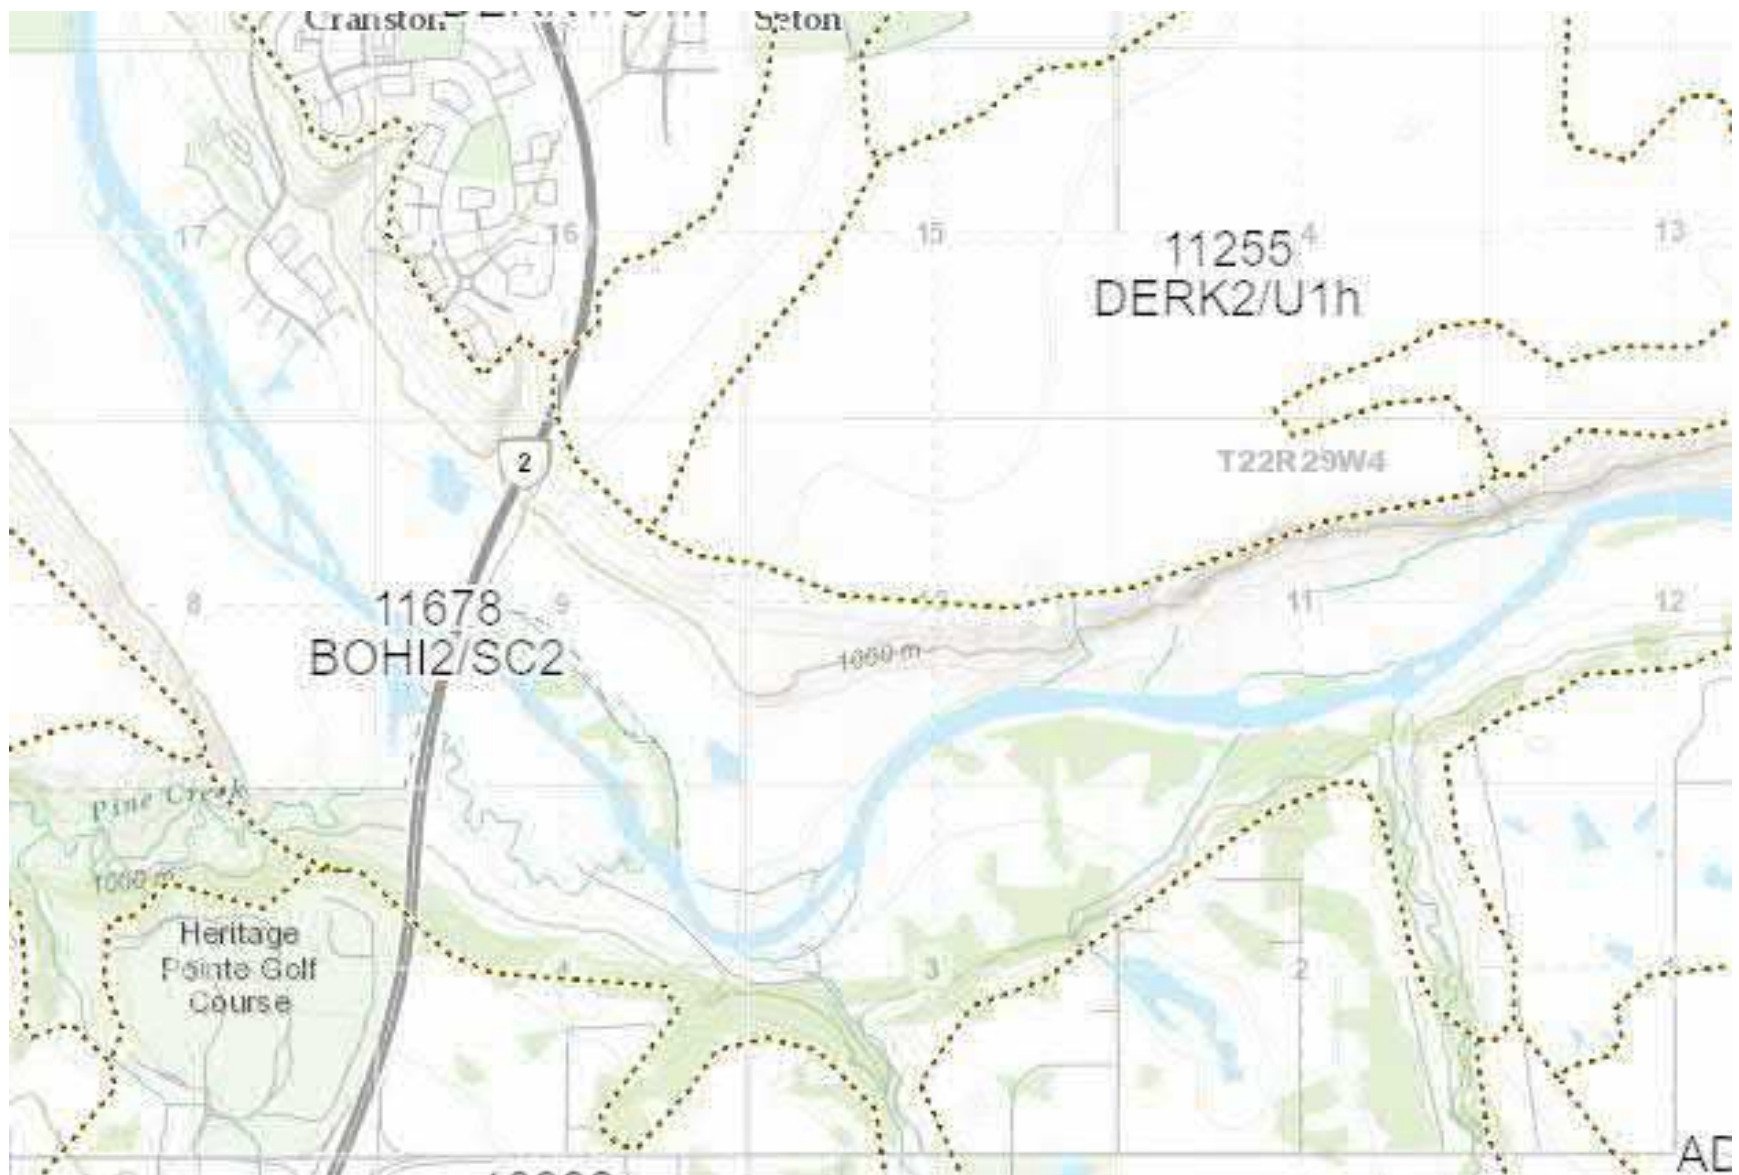 Cranston
Seton
17
16
15
4
13
11255
DERK2/U1h
2
T22R29W4
8
9
11
12
11678
BOHI2/SC2
1060 m
Pine Creek
1000 m
Heritage
Pointe Golf
Course
4
3
2
AD